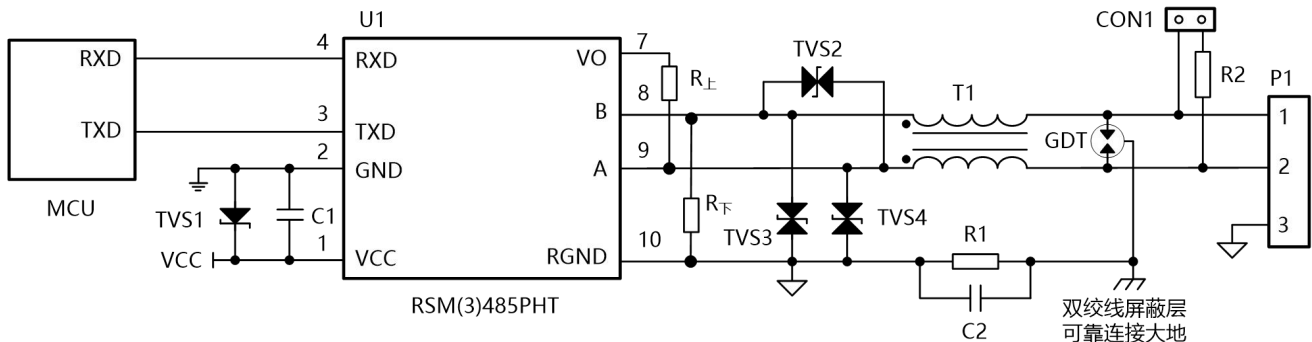 U1
CON1
MCU
RXD
TXD
4
3
2
1
RXD
TXD
GND
VCC
VO
B
A
RGND
7
8
9
10
RSM(3)485PHT
TVS1
C1
VCC
R上
R下
TVS2
TVS3
TVS4
T1
GDT
R1
C2
R2
P1
1
2
3
双绞线屏蔽层
可靠连接大地